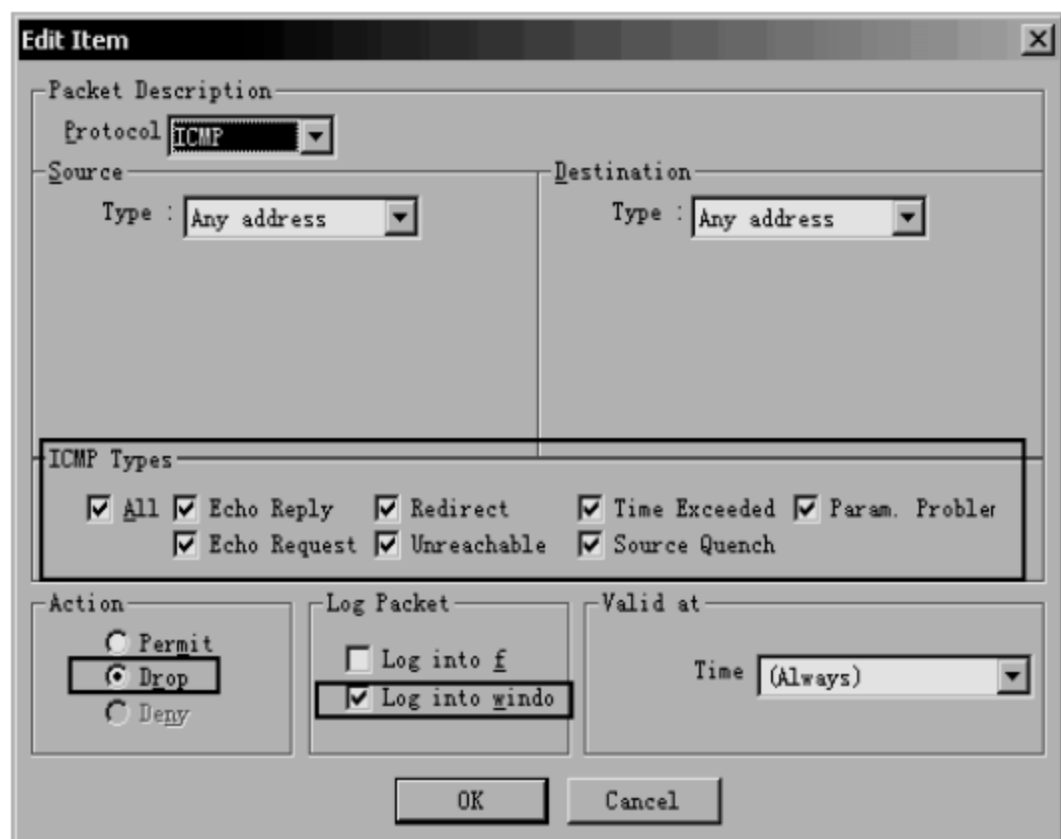 Edit Item
Packet Description
Protocol ICMP
Source
Destination
Type : Any address
Type : Any address
ICMP Types
All Echo Reply Redirect Time Exceeded Param. Probler
Echo Request Unreachable Source Quench
Action
Log Packet
Valid at
Permit
Drop
Deny
Log into f
Log into windo
Time (Always)
OK Cancel